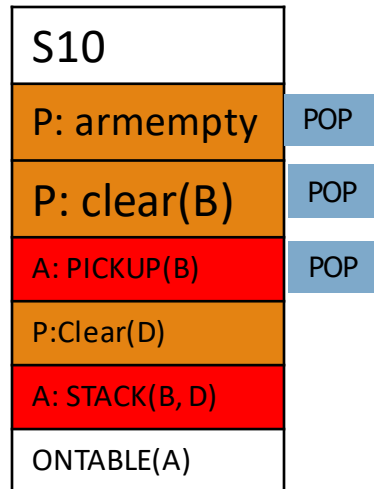 S10
P: armempty POP
P: clear(B) POP
A: PICKUP(B) POP
P:Clear(D)
A: STACK(B, D)
ONTABLE(A)